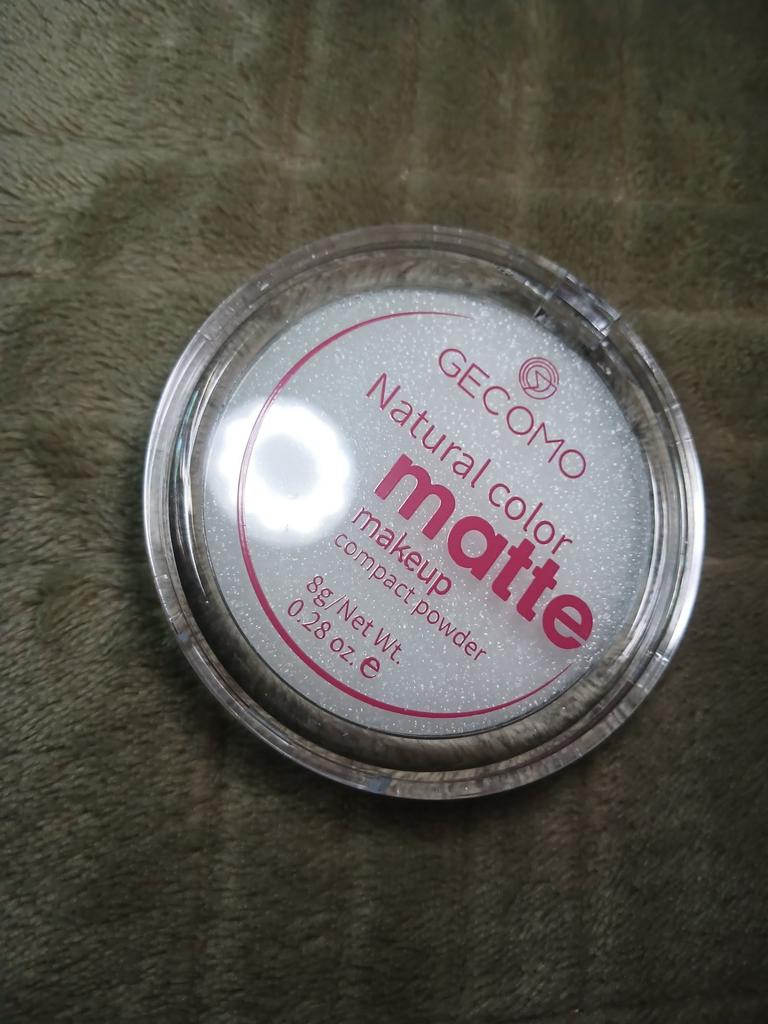 GECOMO
Natural color
matte
makeup
compact powder
8g/Net Wt.
0.28 oz. e